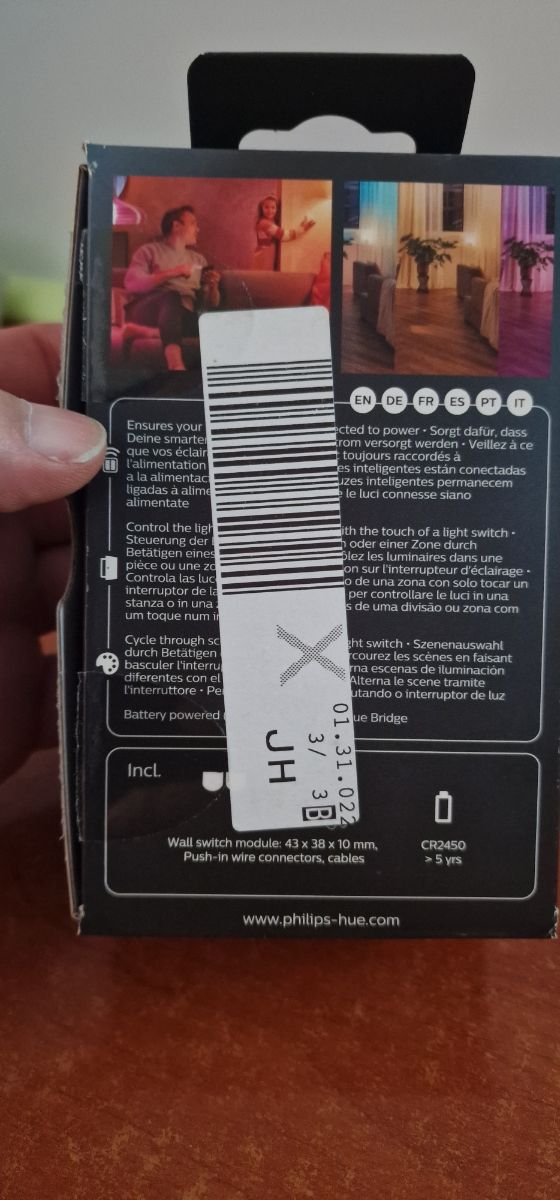 EN DE FR ES PT IT
Ensures your ected to power • Sorgt dafür, dass
Deine smarter trom versorgt werden • Veillez à ce
que vos éclair toujours raccordés à
l'alimentation es inteligentes están conectadas
a la alimentac uzes inteligentes permanecem
ligadas à alime le luci connesse siano
alimentate
Control the ligh ith the touch of a light switch •
Steuerung der n oder einer Zone durch
Betätigen eines ôlez les luminaires dans une
pièce ou une zo on sur l'interrupteur d'éclairage •
Controla las luc o de una zona con solo tocar un
interruptor de la per controllare le luci in una
stanza o in una s de uma divisão ou zona com
um toque num i
Cycle through sc ght switch • Szenenauswahl
durch Betätigen rcourez les scènes en faisant
basculer l'interru rna escenas de iluminación
diferentes con el Alterna le scene tramite
l'interruttore • Pe utando o interruptor de luz
Battery powered ue Bridge
JH
3/ 3 B
01.31.022
Incl.
Wall switch module: 43 x 38 x 10 mm,
Push-in wire connectors, cables
CR2450
> 5 yrs
www.philips-hue.com